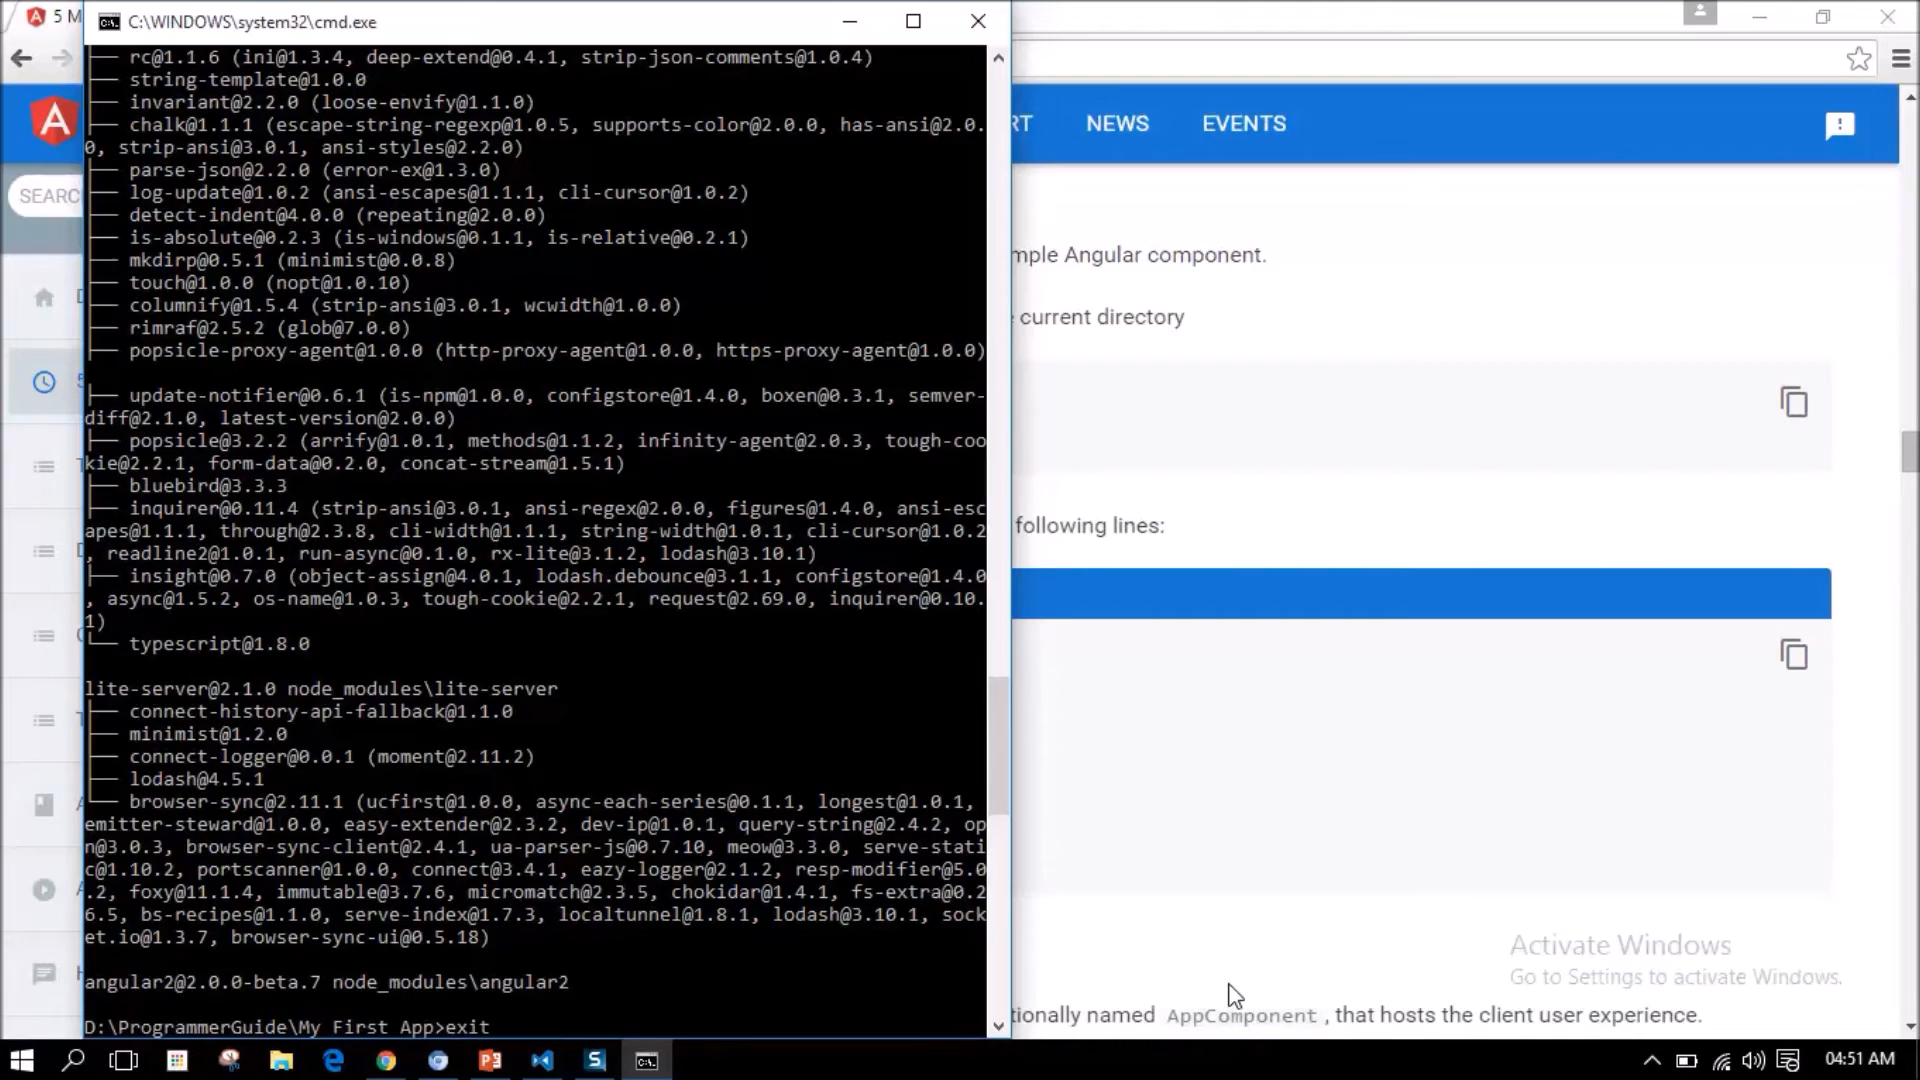 5 M
C:\WINDOWS\system32\cmd.exe
├── rc@1.1.6 (ini@1.3.4, deep-extend@0.4.1, strip-json-comments@1.0.4)
├── string-template@1.0.0
├── invariant@2.2.0 (loose-envify@1.1.0)
├── chalk@1.1.1 (escape-string-regexp@1.0.5, supports-color@2.0.0, has-ansi@2.0.
0, strip-ansi@3.0.1, ansi-styles@2.2.0)
├── parse-json@2.2.0 (error-ex@1.3.0)
├── log-update@1.0.2 (ansi-escapes@1.1.1, cli-cursor@1.0.2)
├── detect-indent@4.0.0 (repeating@2.0.0)
├── is-absolute@0.2.3 (is-windows@0.1.1, is-relative@0.2.1)
├── mkdirp@0.5.1 (minimist@0.0.8)
├── touch@1.0.0 (nopt@1.0.10)
├── columnify@1.5.4 (strip-ansi@3.0.1, wcwidth@1.0.0)
├── rimraf@2.5.2 (glob@7.0.0)
├── popsicle-proxy-agent@1.0.0 (http-proxy-agent@1.0.0, https-proxy-agent@1.0.0)
├── update-notifier@0.6.1 (is-npm@1.0.0, configstore@1.4.0, boxen@0.3.1, semver-
diff@2.1.0, latest-version@2.0.0)
├── popsicle@3.2.2 (arrify@1.0.1, methods@1.1.2, infinity-agent@2.0.3, tough-coo
kie@2.2.1, form-data@0.2.0, concat-stream@1.5.1)
├── bluebird@3.3.3
├── inquirer@0.11.4 (strip-ansi@3.0.1, ansi-regex@2.0.0, figures@1.4.0, ansi-esc
apes@1.1.1, through@2.3.8, cli-width@1.1.1, string-width@1.0.1, cli-cursor@1.0.2
, readline2@1.0.1, run-async@0.1.0, rx-lite@3.1.2, lodash@3.10.1)
├── insight@0.7.0 (object-assign@4.0.1, lodash.debounce@3.1.1, configstore@1.4.0
, async@1.5.2, os-name@1.0.3, tough-cookie@2.2.1, request@2.69.0, inquirer@0.10.
1)
└── typescript@1.8.0
lite-server@2.1.0 node_modules\lite-server
├── connect-history-api-fallback@1.1.0
├── minimist@1.2.0
├── connect-logger@0.0.1 (moment@2.11.2)
├── lodash@4.5.1
└── browser-sync@2.11.1 (ucfirst@1.0.0, async-each-series@0.1.1, longest@1.0.1,
emitter-steward@1.0.0, easy-extender@2.3.2, dev-ip@1.0.1, query-string@2.4.2, op
n@3.0.3, browser-sync-client@2.4.1, ua-parser-js@0.7.10, meow@3.3.0, serve-stati
c@1.10.2, portscanner@1.0.0, connect@3.4.1, eazy-logger@2.1.2, resp-modifier@5.0
.2, foxy@11.1.4, immutable@3.7.6, micromatch@2.3.5, chokidar@1.4.1, fs-extra@0.2
6.5, bs-recipes@1.1.0, serve-index@1.7.3, localtunnel@1.8.1, lodash@3.10.1, sock
et.io@1.3.7, browser-sync-ui@0.5.18)
angular2@2.0.0-beta.7 node_modules\angular2
D:\ProgrammerGuide\My First App>exit
SEARC
RT NEWS EVENTS
mple Angular component.
current directory
following lines:
Activate Windows
Go to Settings to activate Windows.
tionally named AppComponent , that hosts the client user experience.
04:51 AM